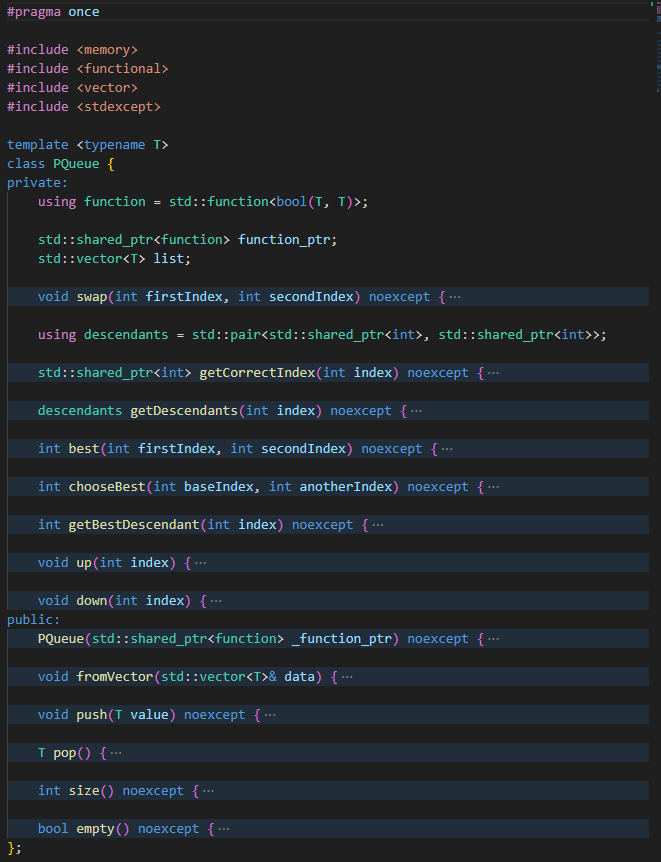 #pragma once
#include <memory>
#include <functional>
#include <vector>
#include <stdexcept>
template <typename T>
class PQueue {
private:
using function = std::function<bool(T, T)>;
std::shared_ptr<function> function_ptr;
std::vector<T> list;
void swap(int firstIndex, int secondIndex) noexcept { ···
using descendants = std::pair<std::shared_ptr<int>, std::shared_ptr<int>>;
std::shared_ptr<int> getCorrectIndex(int index) noexcept { ···
descendants getDescendants(int index) noexcept { ···
int best(int firstIndex, int secondIndex) noexcept { ···
int chooseBest(int baseIndex, int anotherIndex) noexcept { ···
int getBestDescendant(int index) noexcept { ···
void up(int index) { ···
void down(int index) { ···
public:
PQueue(std::shared_ptr<function> _function_ptr) noexcept { ···
void fromVector(std::vector<T>& data) { ···
void push(T value) noexcept { ···
T pop() { ···
int size() noexcept { ···
bool empty() noexcept { ···
};